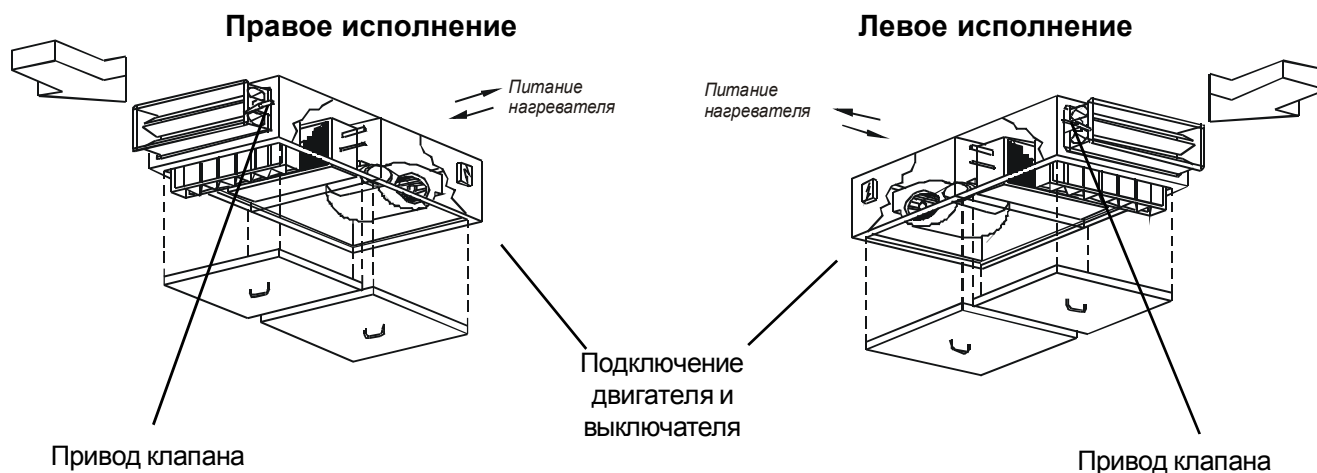 Правое исполнение
Левое исполнение
Питание
нагревателя
Питание
нагревателя
Подключение
двигателя и
выключателя
Привод клапана
Привод клапана